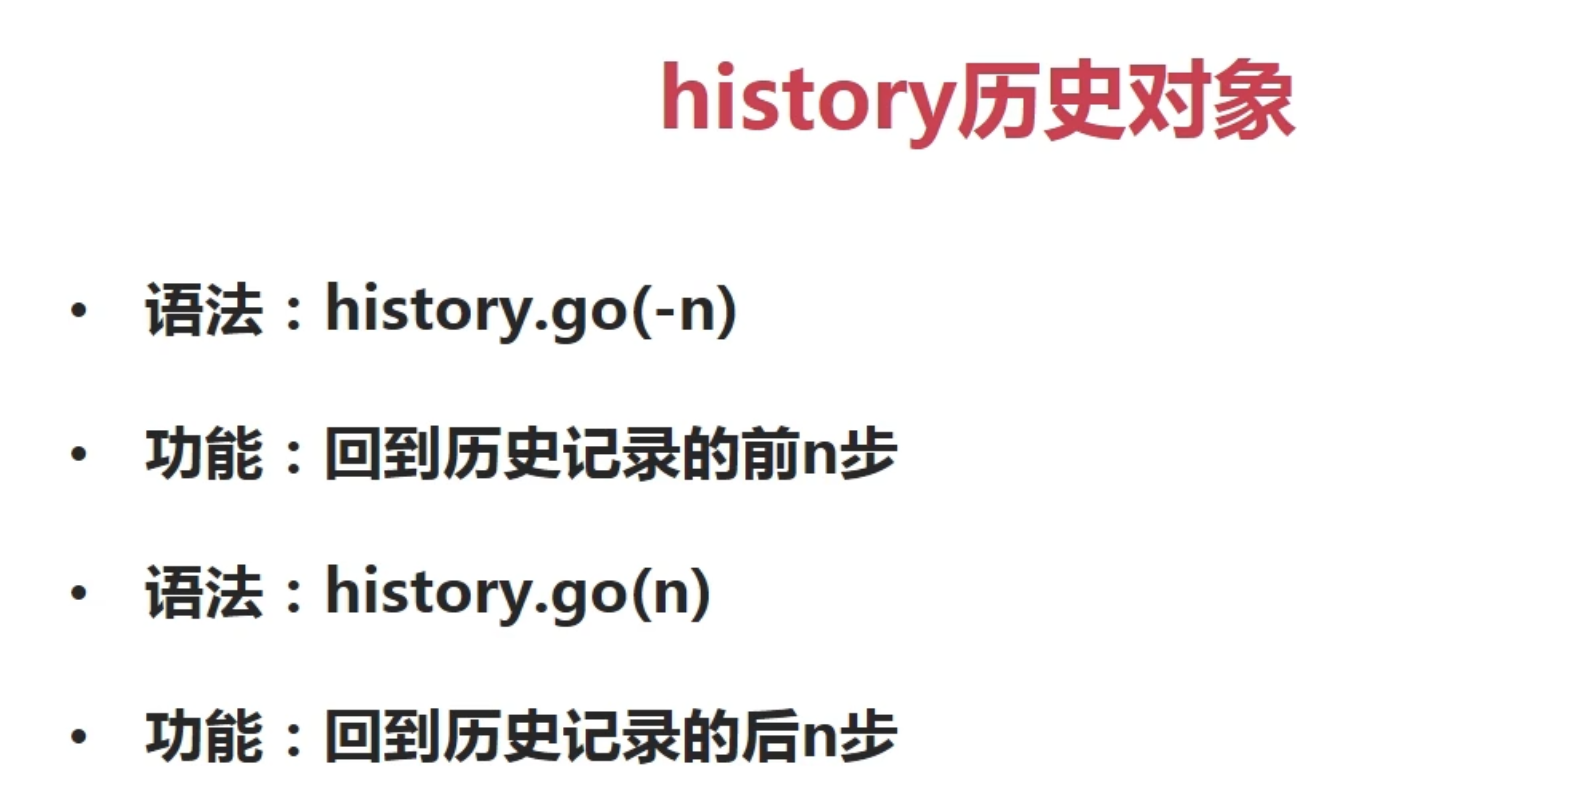 history历史对象
• 语法：history.go(-n)
• 功能：回到历史记录的前n步
• 语法：history.go(n)
• 功能：回到历史记录的后n步